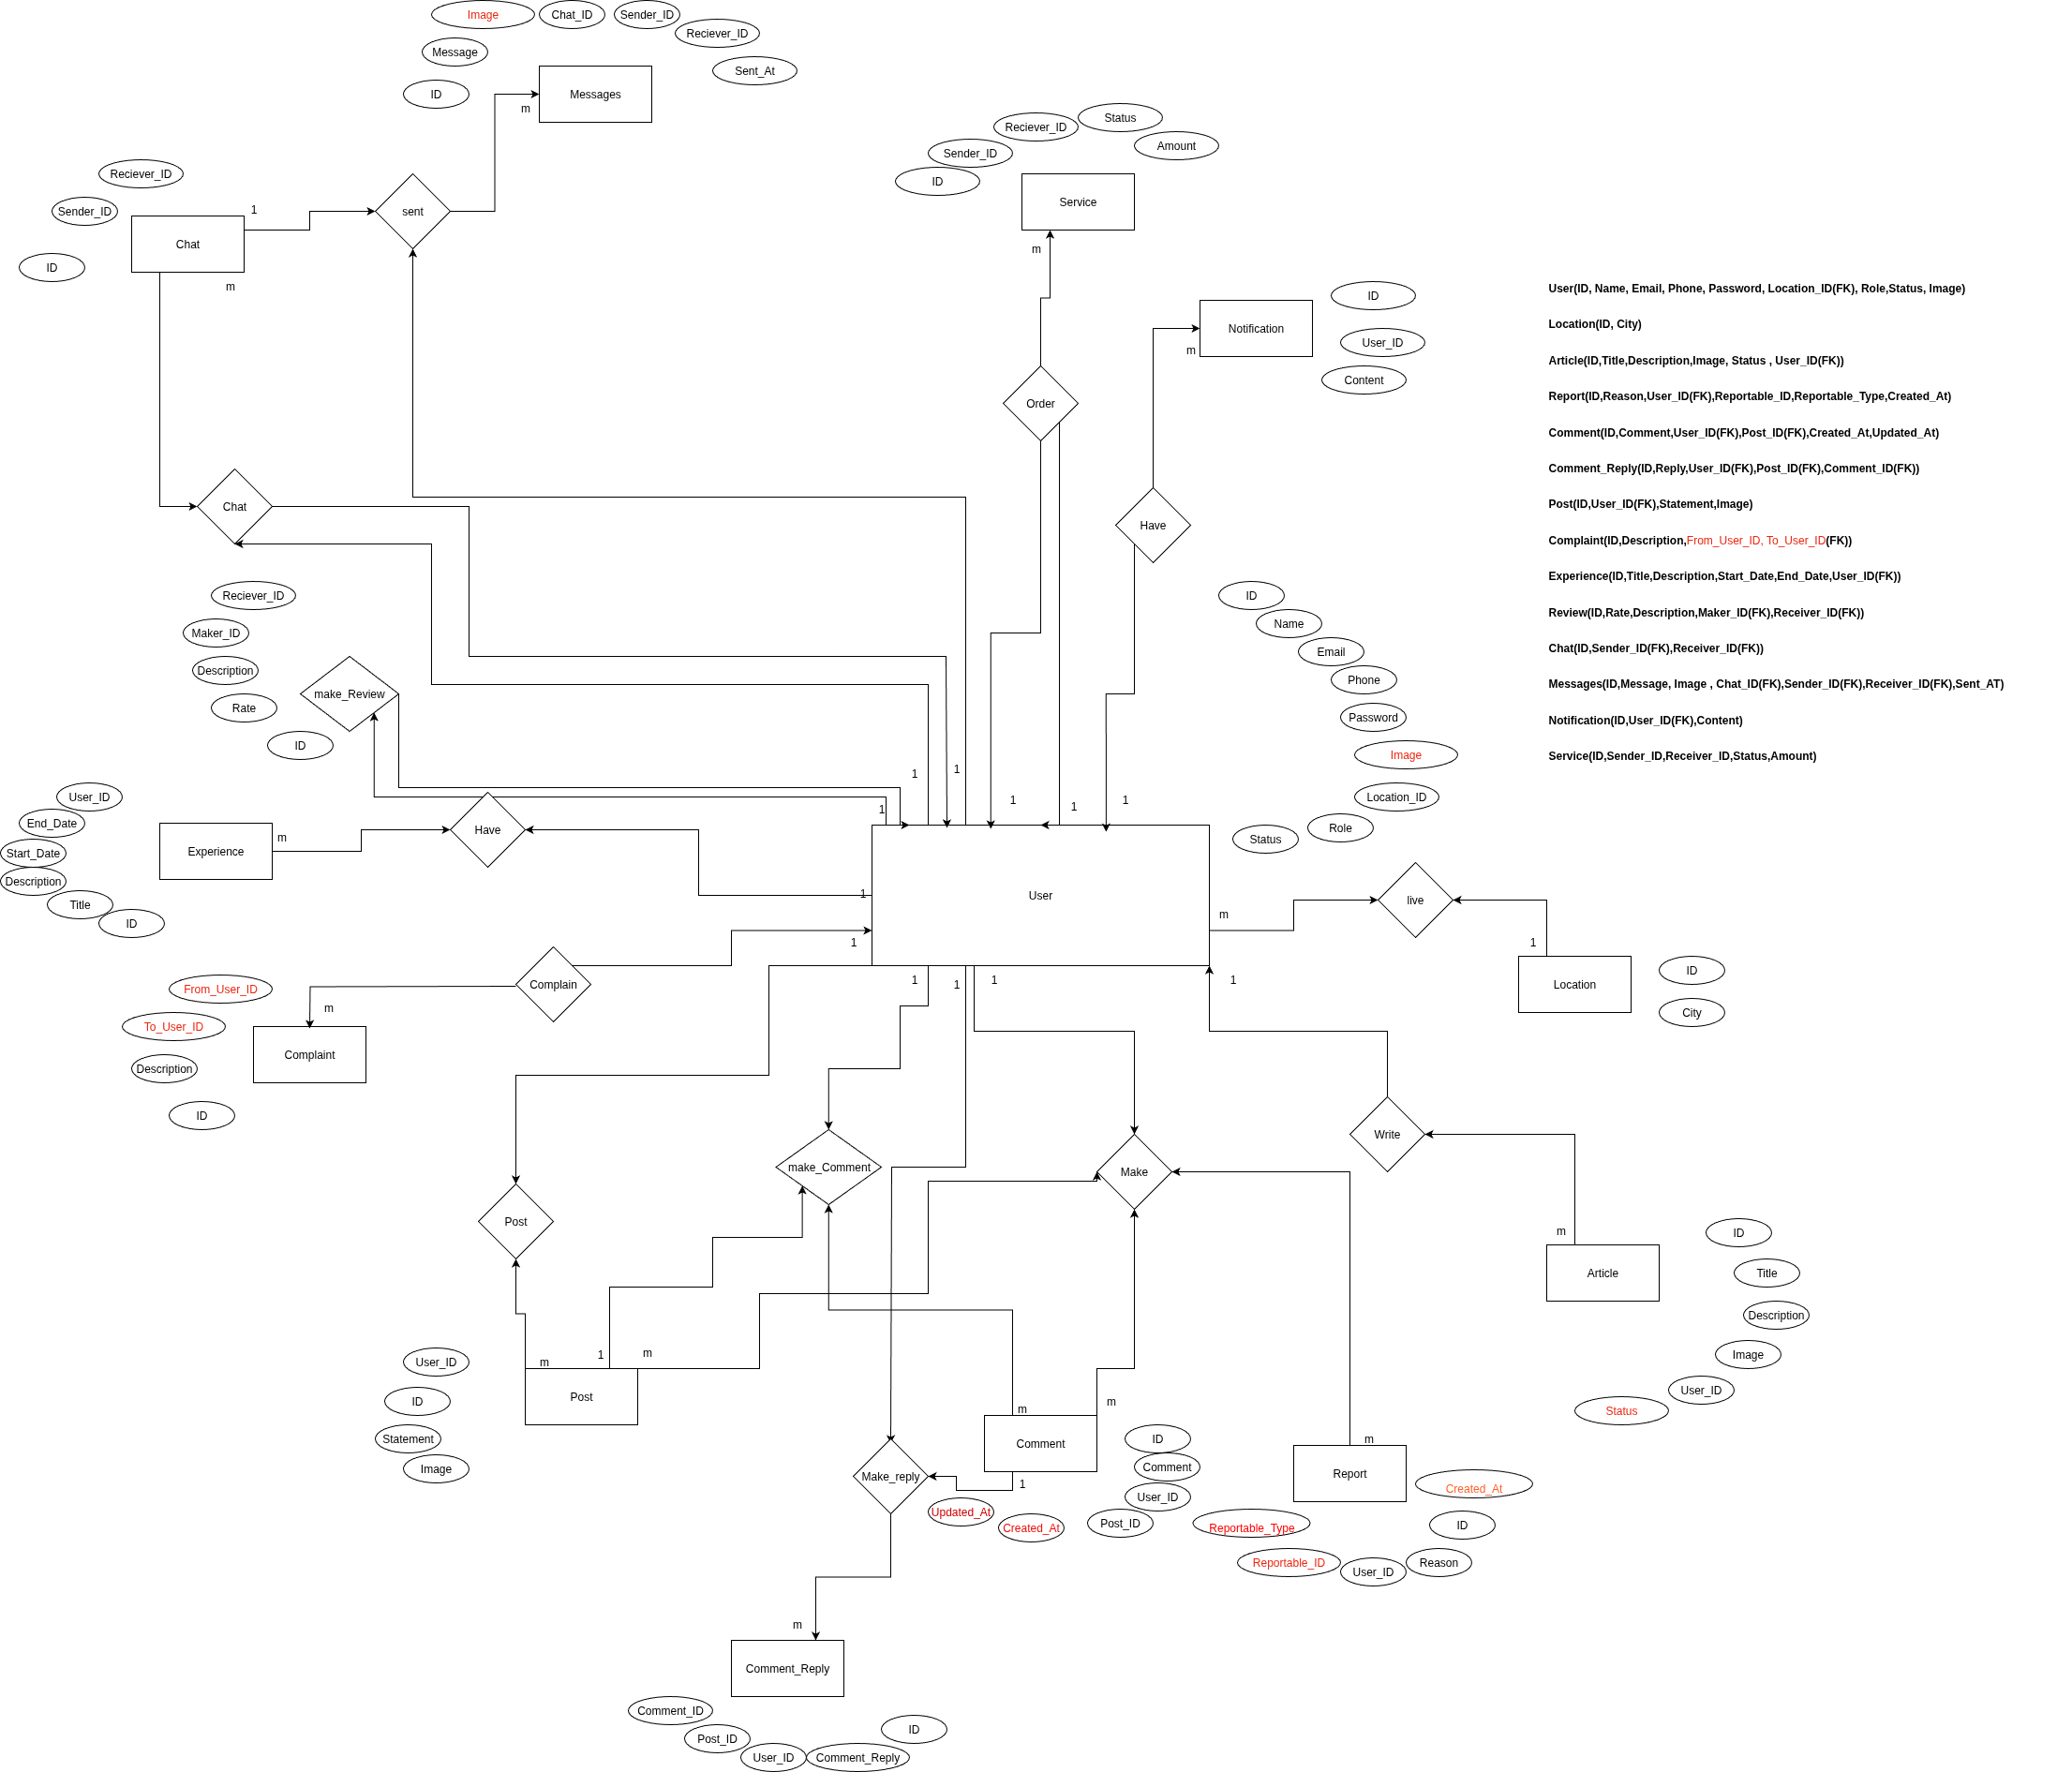 Image
Chat_ID
Sender_ID
Reciever_ID
Message
Sent_At
ID
Messages
m
Reciever_ID
Sender_ID
1
sent
Chat
ID
m
Reciever_ID
Status
Sender_ID
Amount
ID
Service
m
Notification
ID
m
User_ID
Content
Order
Have
Chat
User(ID, Name, Email, Phone, Password, Location_ID(FK), Role,Status, Image)
Location(ID, City)
Article(ID,Title,Description,Image, Status , User_ID(FK))
Report(ID,Reason,User_ID(FK),Reportable_ID,Reportable_Type,Created_At)
Comment(ID,Comment,User_ID(FK),Post_ID(FK),Created_At,Updated_At)
Comment_Reply(ID,Reply,User_ID(FK),Post_ID(FK),Comment_ID(FK))
Post(ID,User_ID(FK),Statement,Image)
Complaint(ID,Description,From_User_ID, To_User_ID(FK))
Experience(ID,Title,Description,Start_Date,End_Date,User_ID(FK))
Review(ID,Rate,Description,Maker_ID(FK),Receiver_ID(FK))
Chat(ID,Sender_ID(FK),Receiver_ID(FK))
Messages(ID,Message, Image , Chat_ID(FK),Sender_ID(FK),Receiver_ID(FK),Sent_AT)
Notification(ID,User_ID(FK),Content)
Service(ID,Sender_ID,Receiver_ID,Status,Amount)
Reciever_ID
Maker_ID
Description
Rate
ID
make_Review
ID
Name
Email
Phone
Password
Image
Location_ID
Role
Status
1
1
1
1
1
1
User_ID
End_Date
Start_Date
Description
Title
ID
Experience
m
Have
1
User
m
live
1
Location
ID
City
1
Complain
From_User_ID
To_User_ID
Description
ID
m
Complaint
1
1
1
1
make_Comment
Make
Write
Post
m
Article
ID
Title
Description
Image
User_ID
Status
User_ID
ID
Statement
Image
m
1
m
Post
m
m
Comment
1
Make_reply
Updated_At
Created_At
ID
Comment
User_ID
Post_ID
m
Report
Created_At
ID
Reason
User_ID
Reportable_ID
Reportable_Type
m
Comment_Reply
Comment_ID
Post_ID
User_ID
Comment_Reply
ID